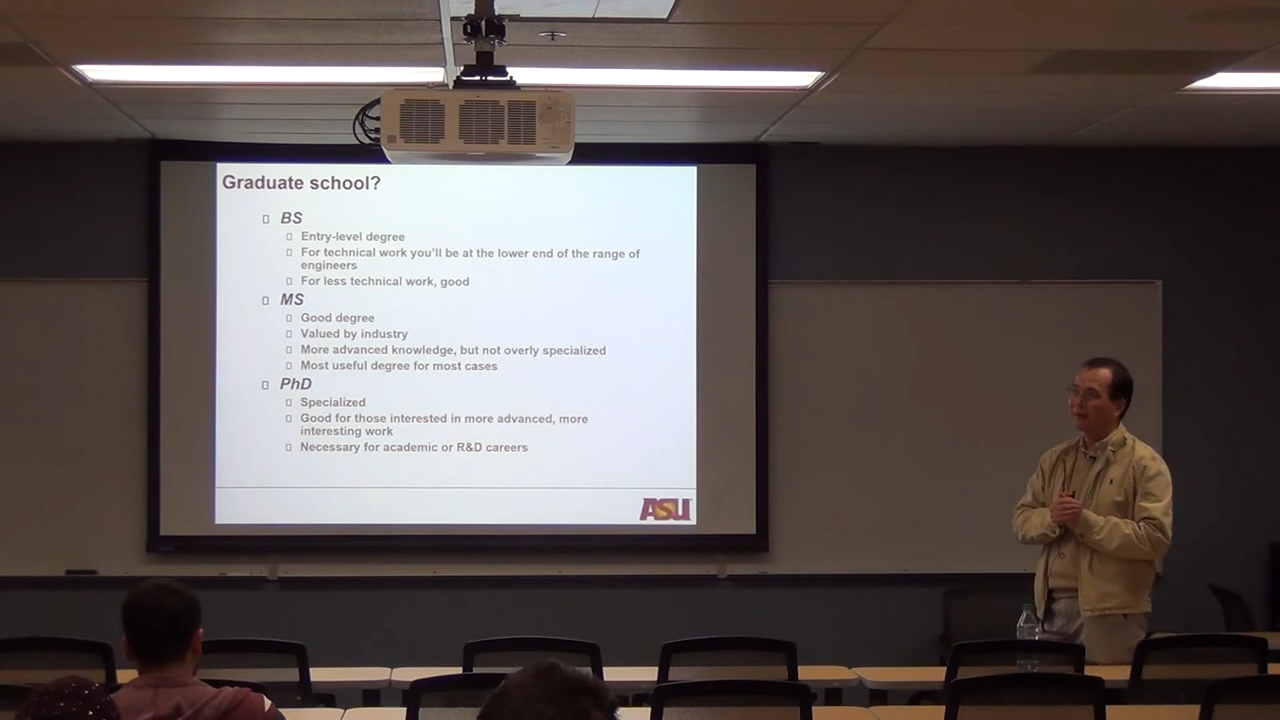 Graduate school?
BS
Entry-level degree
For technical work you'll be at the lower end of the range of
engineers
For less technical work, good
MS
Good degree
Valued by industry
More advanced knowledge, but not overly specialized
Most useful degree for most cases
PhD
Specialized
Good for those interested in more advanced, more
interesting work
Necessary for academic or R&D careers
ASU